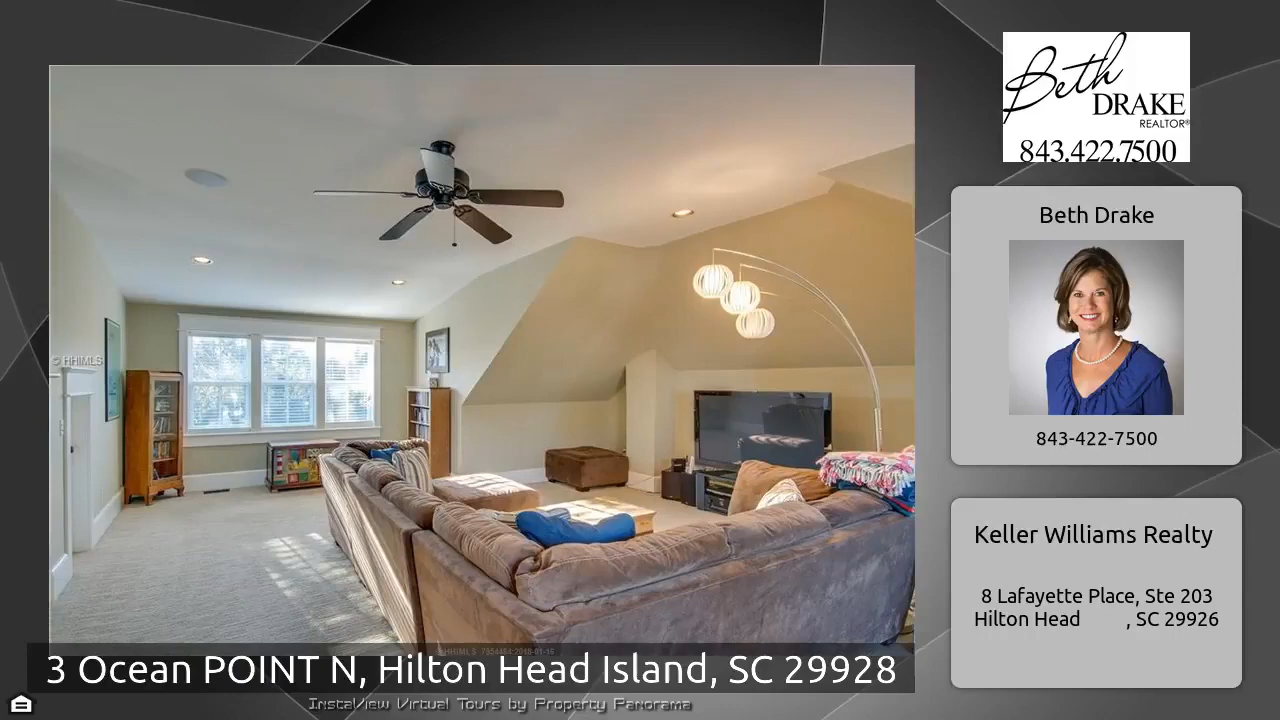 Beth
DRAKE
REALTOR®
843.422.7500
Beth Drake
843-422-7500
Keller Williams Realty
8 Lafayette Place, Ste 203
Hilton Head , SC 29926
© HHIMLS
3 Ocean POINT N, Hilton Head Island, SC 29928
InstaView Virtual Tours by Property Panorama